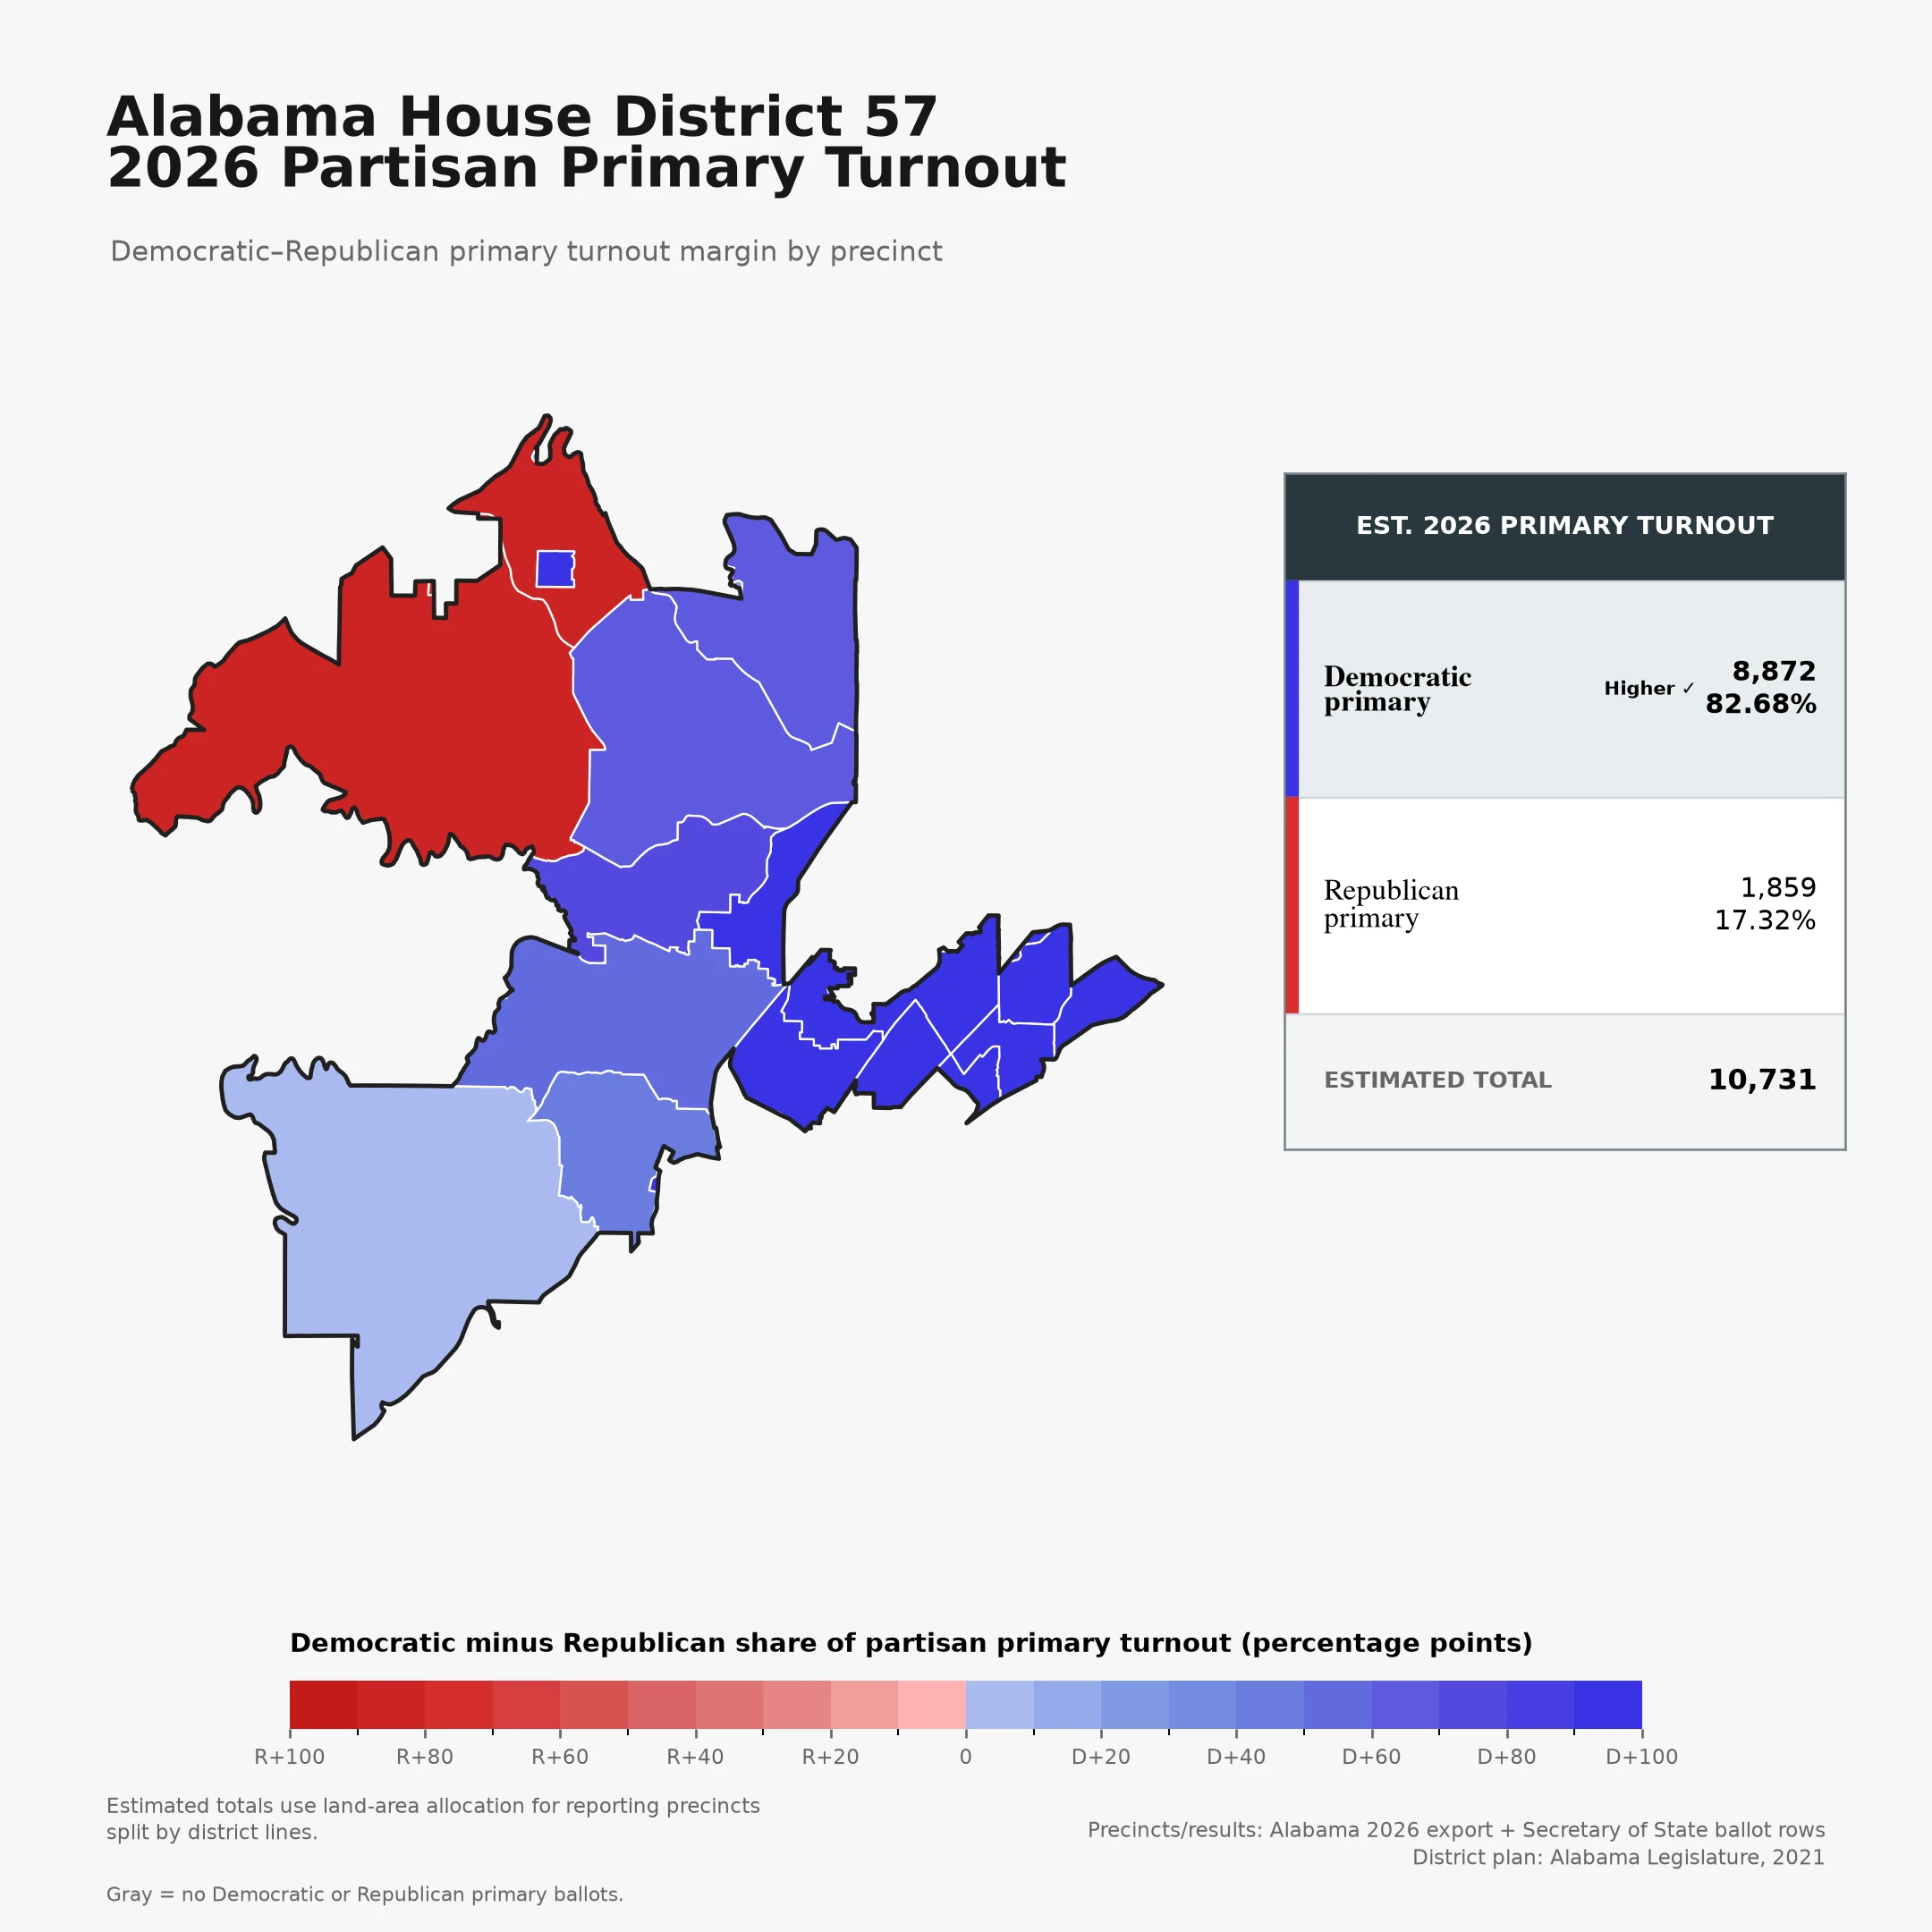 Alabama House District 57
2026 Partisan Primary Turnout
Democratic–Republican primary turnout margin by precinct
EST. 2026 PRIMARY TURNOUT
Democratic
primary
Higher ✓
8,872
82.68%
Republican
primary
1,859
17.32%
ESTIMATED TOTAL
10,731
Democratic minus Republican share of partisan primary turnout (percentage points)
R+100 R+80 R+60 R+40 R+20 0 D+20 D+40 D+60 D+80 D+100
Estimated totals use land-area allocation for reporting precincts
split by district lines.
Gray = no Democratic or Republican primary ballots.
Precincts/results: Alabama 2026 export + Secretary of State ballot rows
District plan: Alabama Legislature, 2021